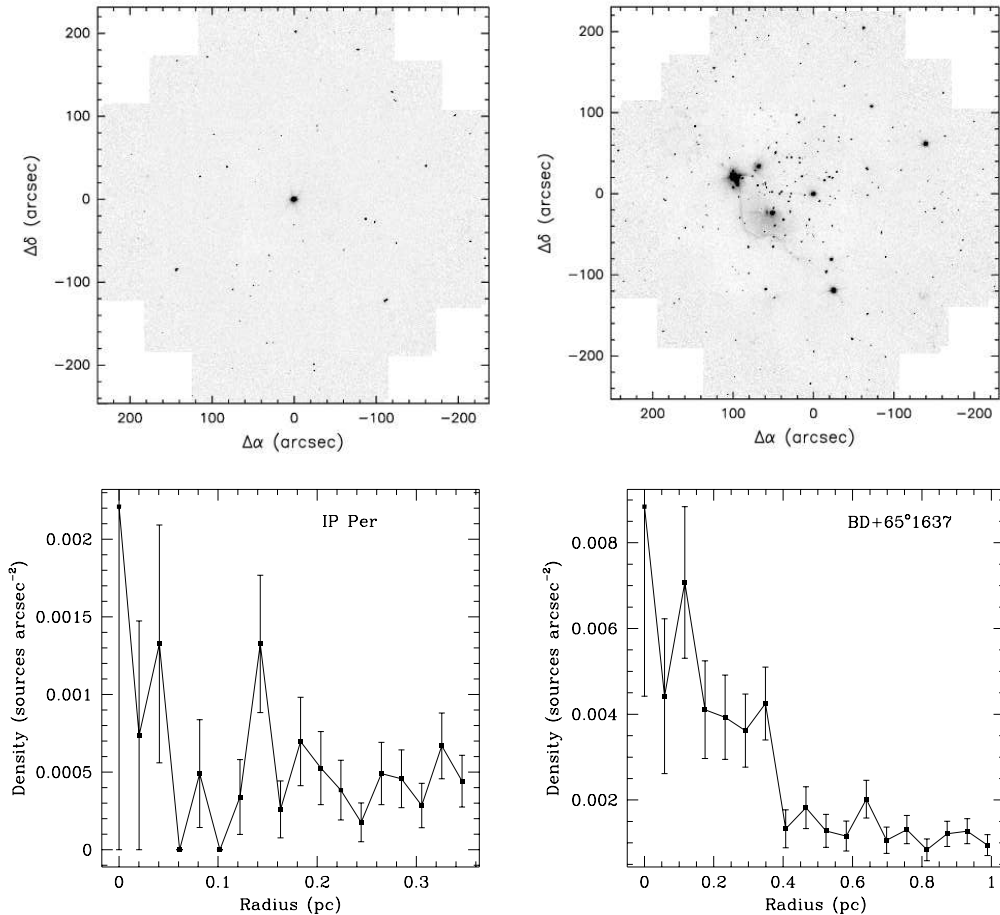 200
100
0
−100
−200
Δδ (arcsec)
200 100 0 −100 −200
Δα (arcsec)
200
100
0
−100
−200
Δδ (arcsec)
200 100 0 −100 −200
Δα (arcsec)
IP Per
0.002
0.0015
0.001
0.0005
0
Density (sources arcsec⁻²)
0 0.1 0.2 0.3
Radius (pc)
BD+65°1637
0.008
0.006
0.004
0.002
Density (sources arcsec⁻²)
0 0.2 0.4 0.6 0.8 1
Radius (pc)